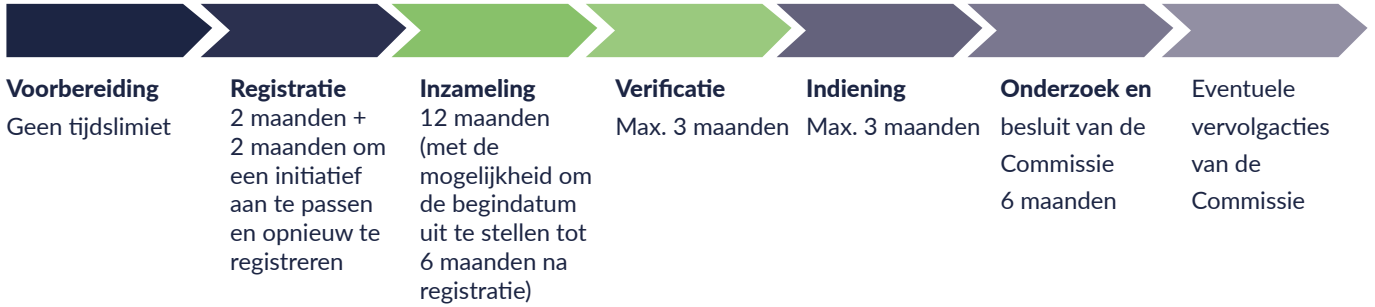 Voorbereiding
Geen tijdslimiet
Registratie
2 maanden +
2 maanden om
een initiatief
aan te passen
en opnieuw te
registreren
Inzameling
12 maanden
(met de
mogelijkheid om
de begindatum
uit te stellen tot
6 maanden na
registratie)
Verificatie
Max. 3 maanden
Indiening
Max. 3 maanden
Onderzoek en
besluit van de
Commissie
6 maanden
Eventuele
vervolgacties
van de
Commissie